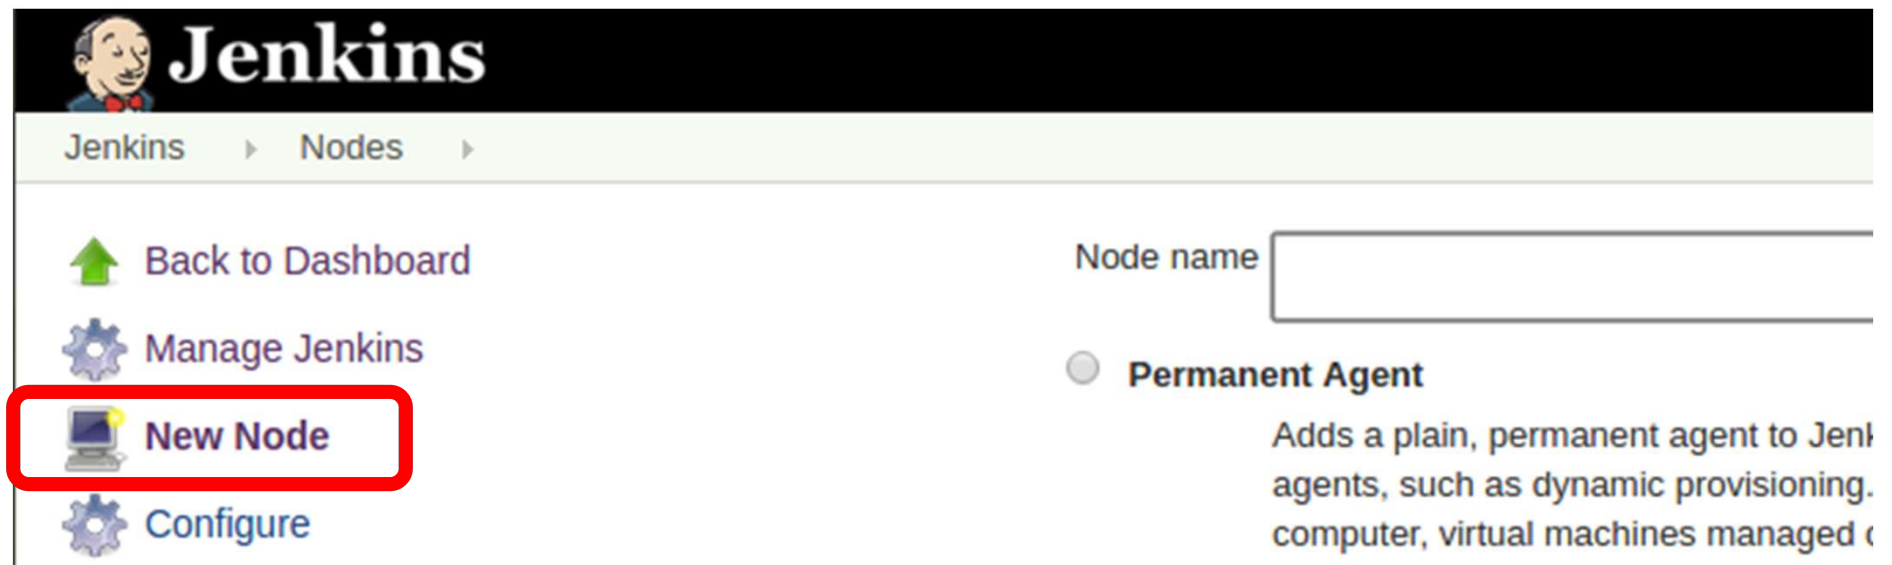 Jenkins
Jenkins Nodes
Back to Dashboard
Manage Jenkins
New Node
Configure
Node name
Permanent Agent
Adds a plain, permanent agent to Jenk
agents, such as dynamic provisioning.
computer, virtual machines managed